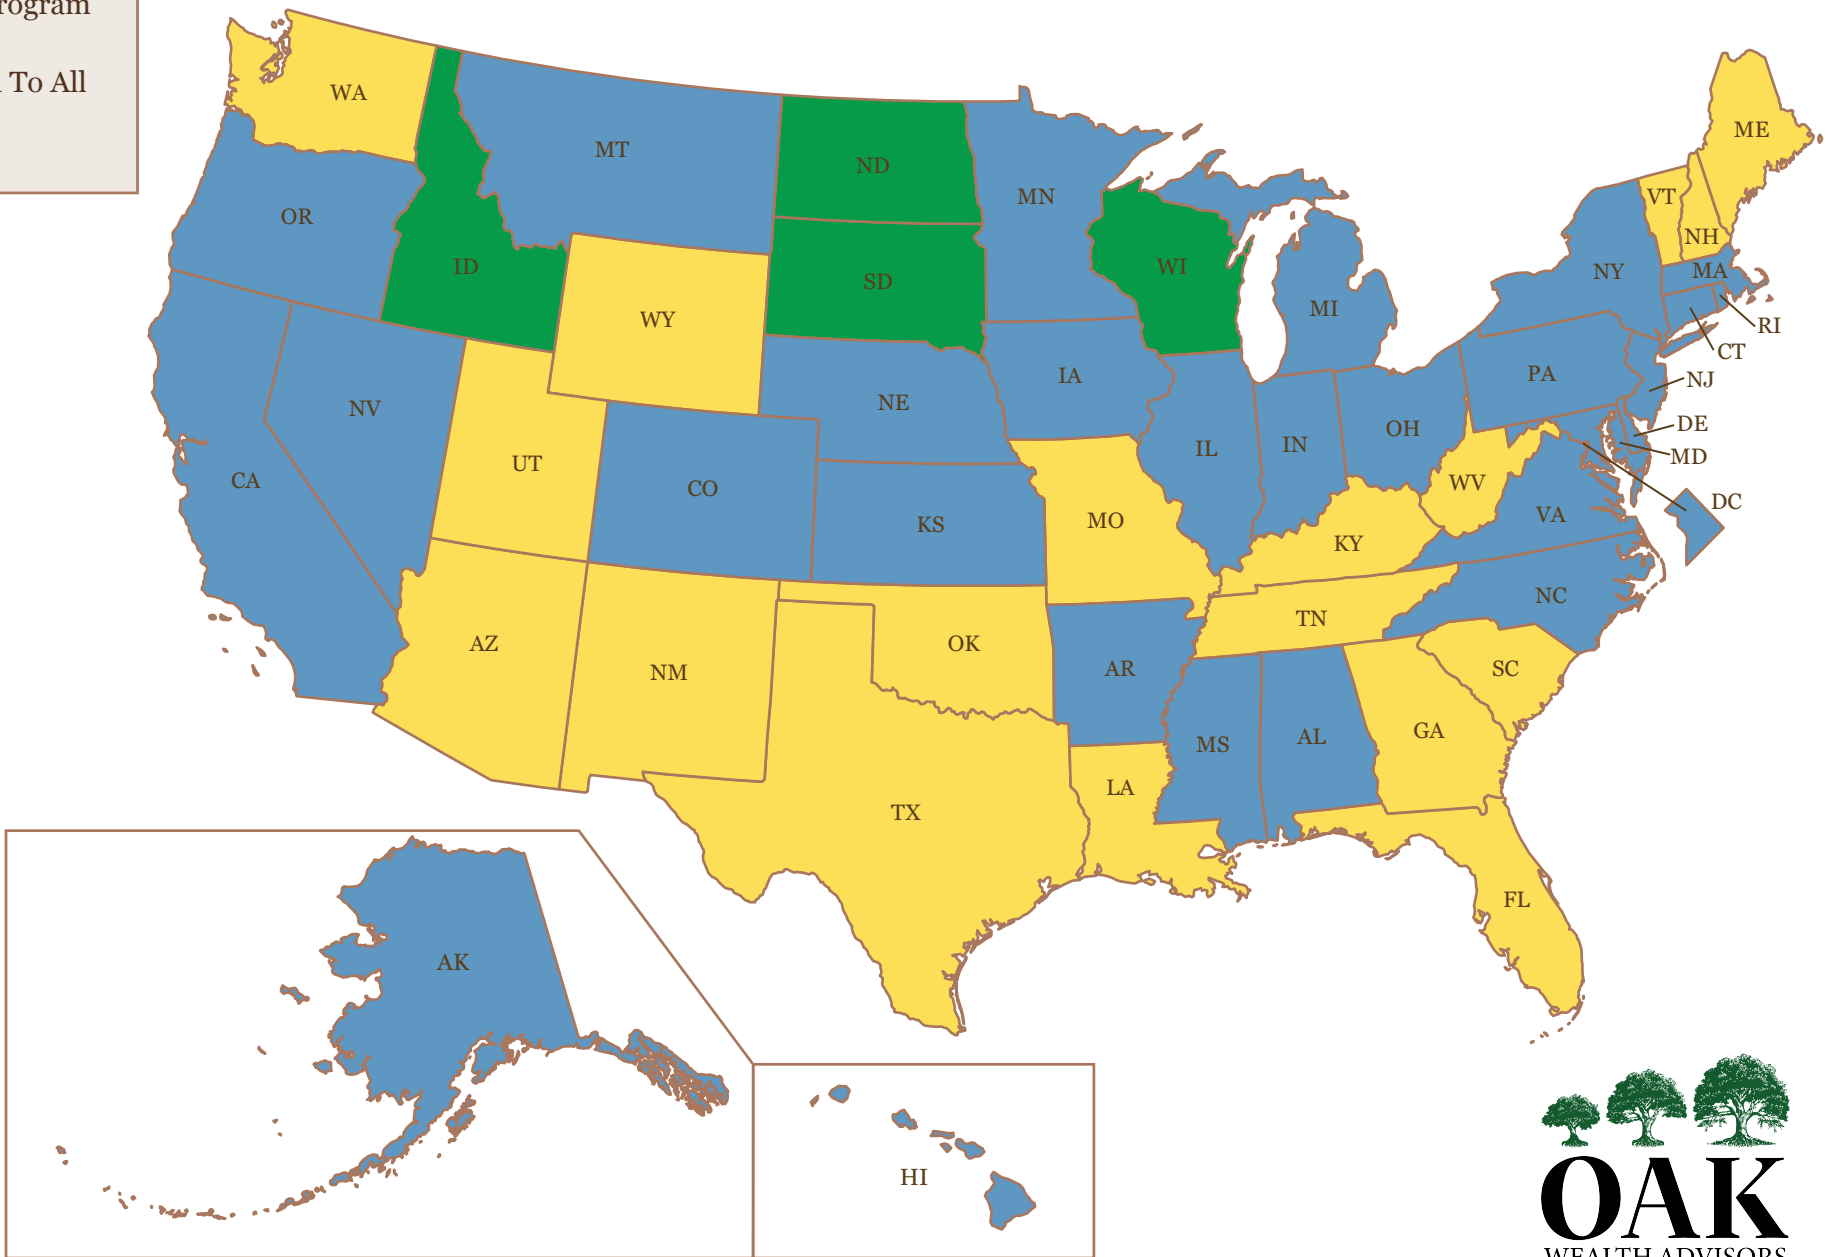 rogram
To All
WA
MT
ND
MN
ME
VT
NH
OR
ID
SD
WI
NY
MA
WY
MI
RI
CT
IA
PA
NJ
NV
NE
OH
DE
MD
UT
IL
IN
CA
CO
WV
DC
KS
MO
VA
KY
NC
TN
AZ
OK
NM
AR
SC
MS
AL
GA
LA
TX
FL
AK
HI
OAK
WEALTH ADVISORS